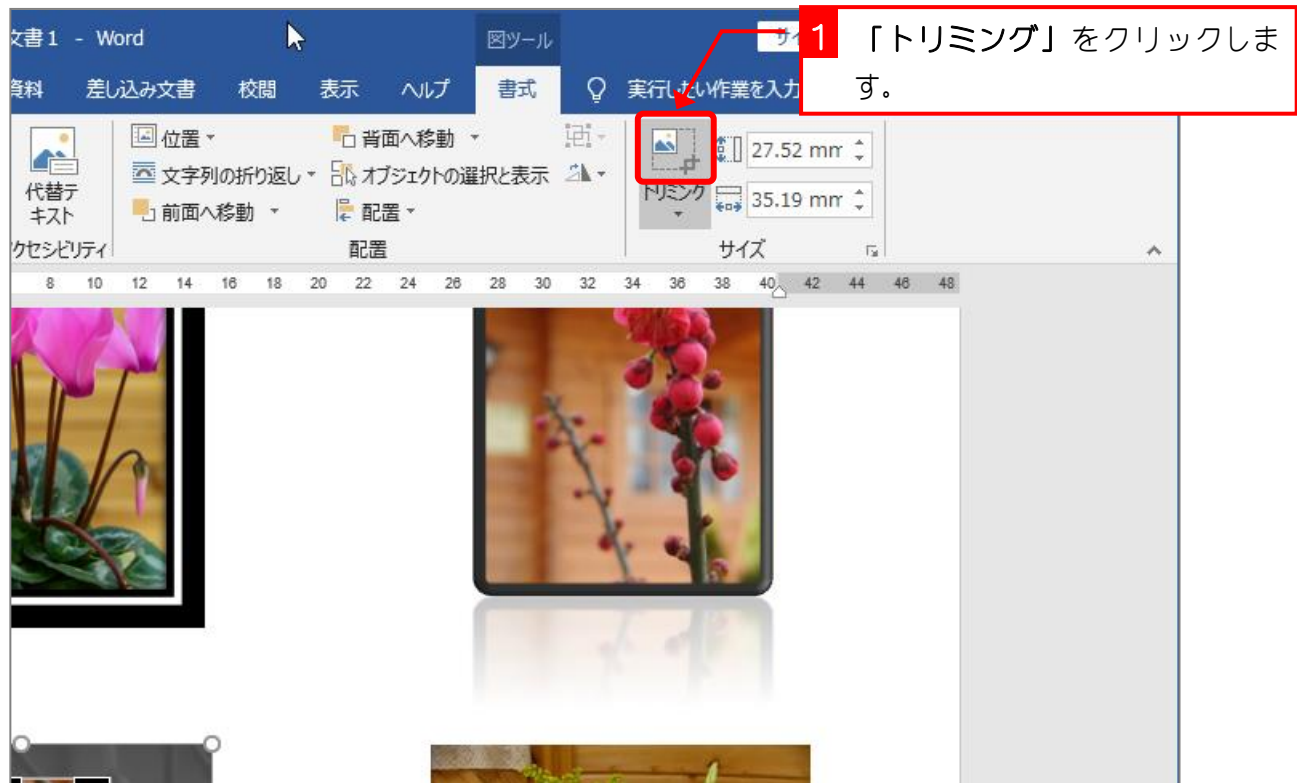 文書1 - Word
図ツール
サイ
1 「トリミング」をクリックしま
す。
資料 差し込み文書 校閲 表示 ヘルプ 書式 実行したい作業を入力
代替テ
キスト
位置
文字列の折り返し
前面へ移動
背面へ移動
オブジェクトの選択と表示
配置
トリミング
27.52 mm
35.19 mm
クセシビリティ 配置 サイズ
8 10 12 14 16 18 20 22 24 26 28 30 32 34 36 38 40 42 44 46 48